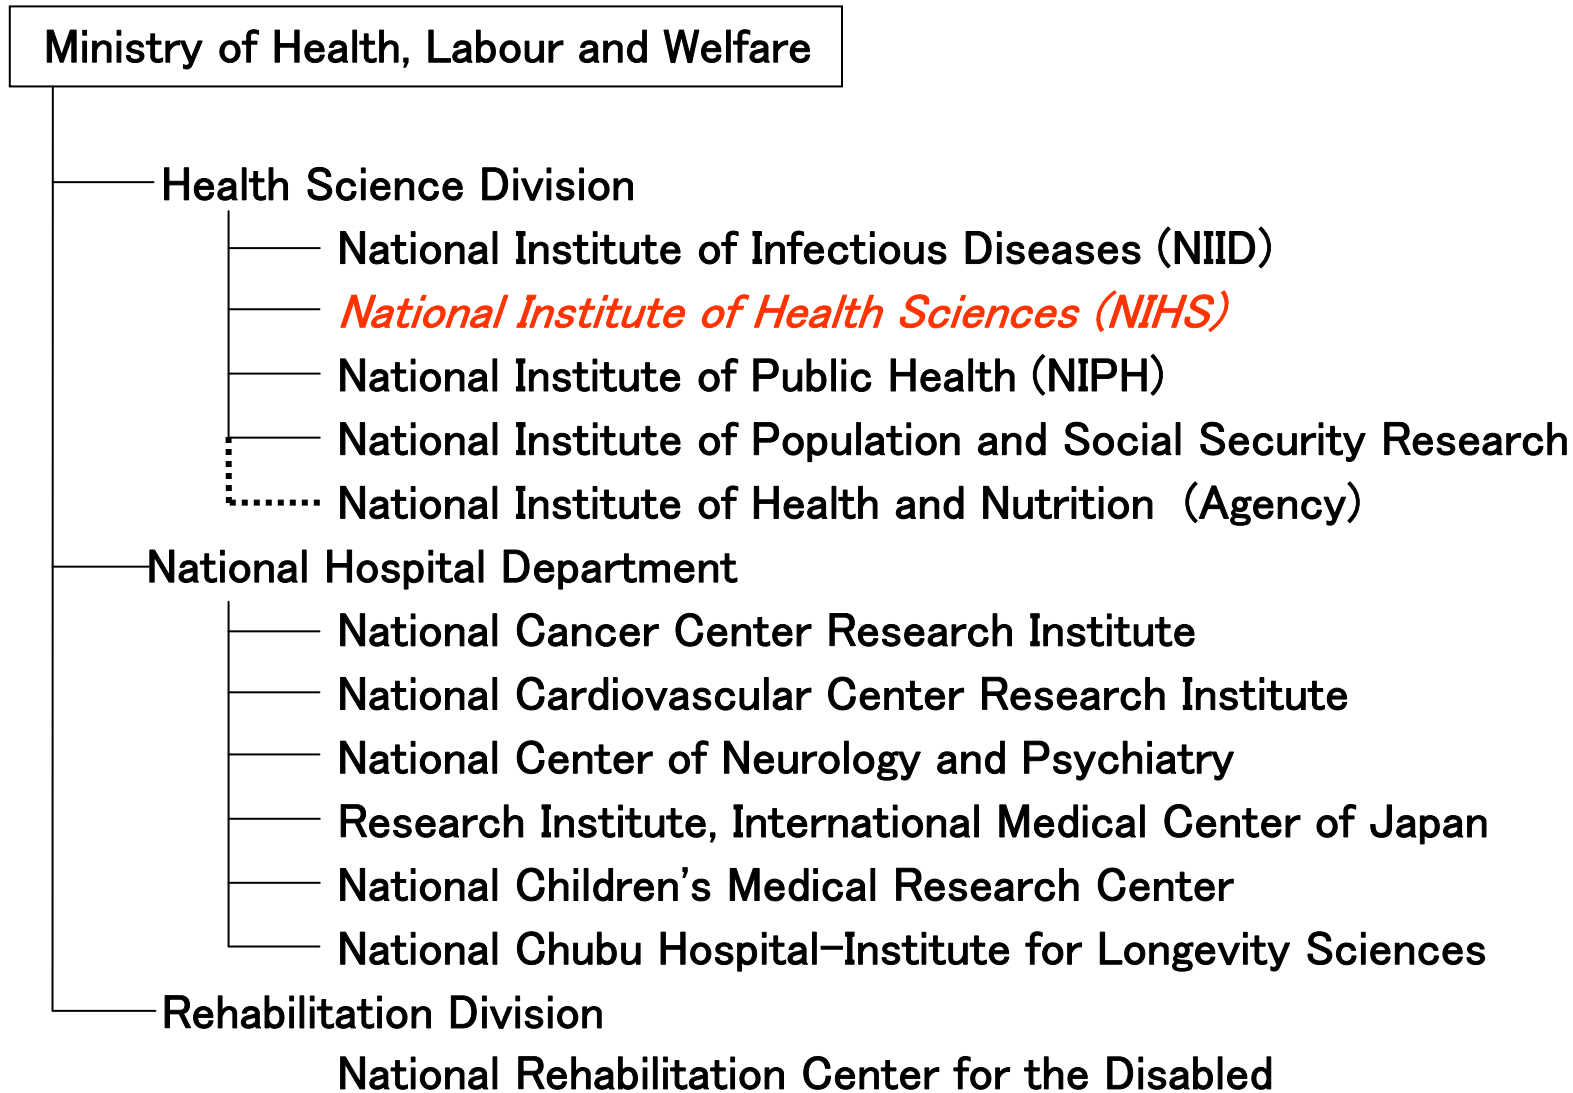 Ministry of Health, Labour and Welfare
Health Science Division
National Institute of Infectious Diseases (NIID)
National Institute of Health Sciences (NIHS)
National Institute of Public Health (NIPH)
National Institute of Population and Social Security Research
National Institute of Health and Nutrition (Agency)
National Hospital Department
National Cancer Center Research Institute
National Cardiovascular Center Research Institute
National Center of Neurology and Psychiatry
Research Institute, International Medical Center of Japan
National Children's Medical Research Center
National Chubu Hospital-Institute for Longevity Sciences
Rehabilitation Division
National Rehabilitation Center for the Disabled